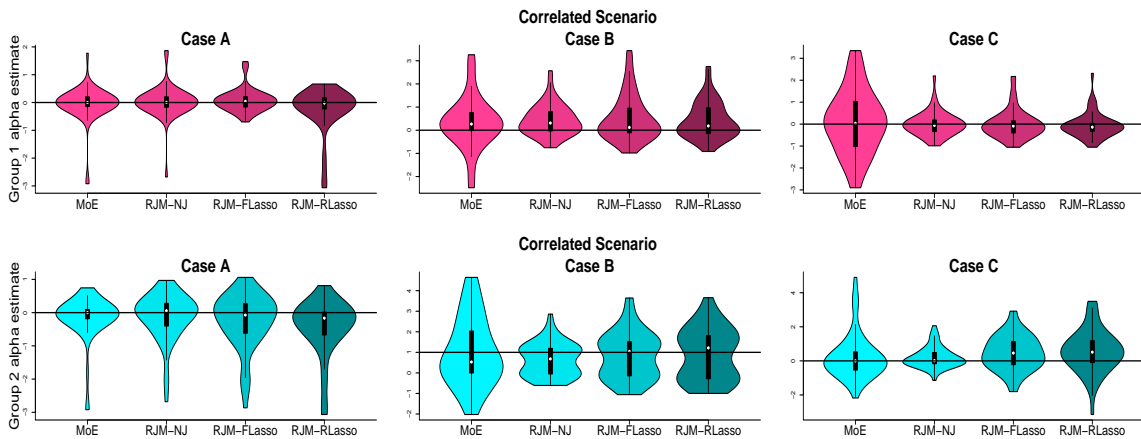 Correlated Scenario
Case A
Case B
Case C
Group 1 alpha estimate
2
1
0
-1
-2
-3
MoE
RJM-NJ
RJM-FLasso
RJM-RLasso
3
2
1
0
-1
-2
MoE
RJM-NJ
RJM-FLasso
RJM-RLasso
3
2
1
0
-1
-2
-3
MoE
RJM-NJ
RJM-FLasso
RJM-RLasso
Correlated Scenario
Case A
Case B
Case C
Group 2 alpha estimate
1
0
-1
-2
-3
MoE
RJM-NJ
RJM-FLasso
RJM-RLasso
4
3
2
1
0
-1
-2
MoE
RJM-NJ
RJM-FLasso
RJM-RLasso
4
2
0
-2
MoE
RJM-NJ
RJM-FLasso
RJM-RLasso